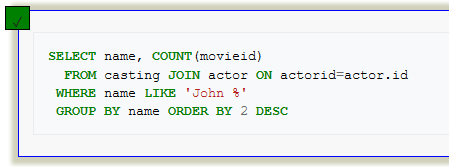 SELECT name, COUNT(movieid)
FROM casting JOIN actor ON actorid=actor.id
WHERE name LIKE 'John %'
GROUP BY name ORDER BY 2 DESC